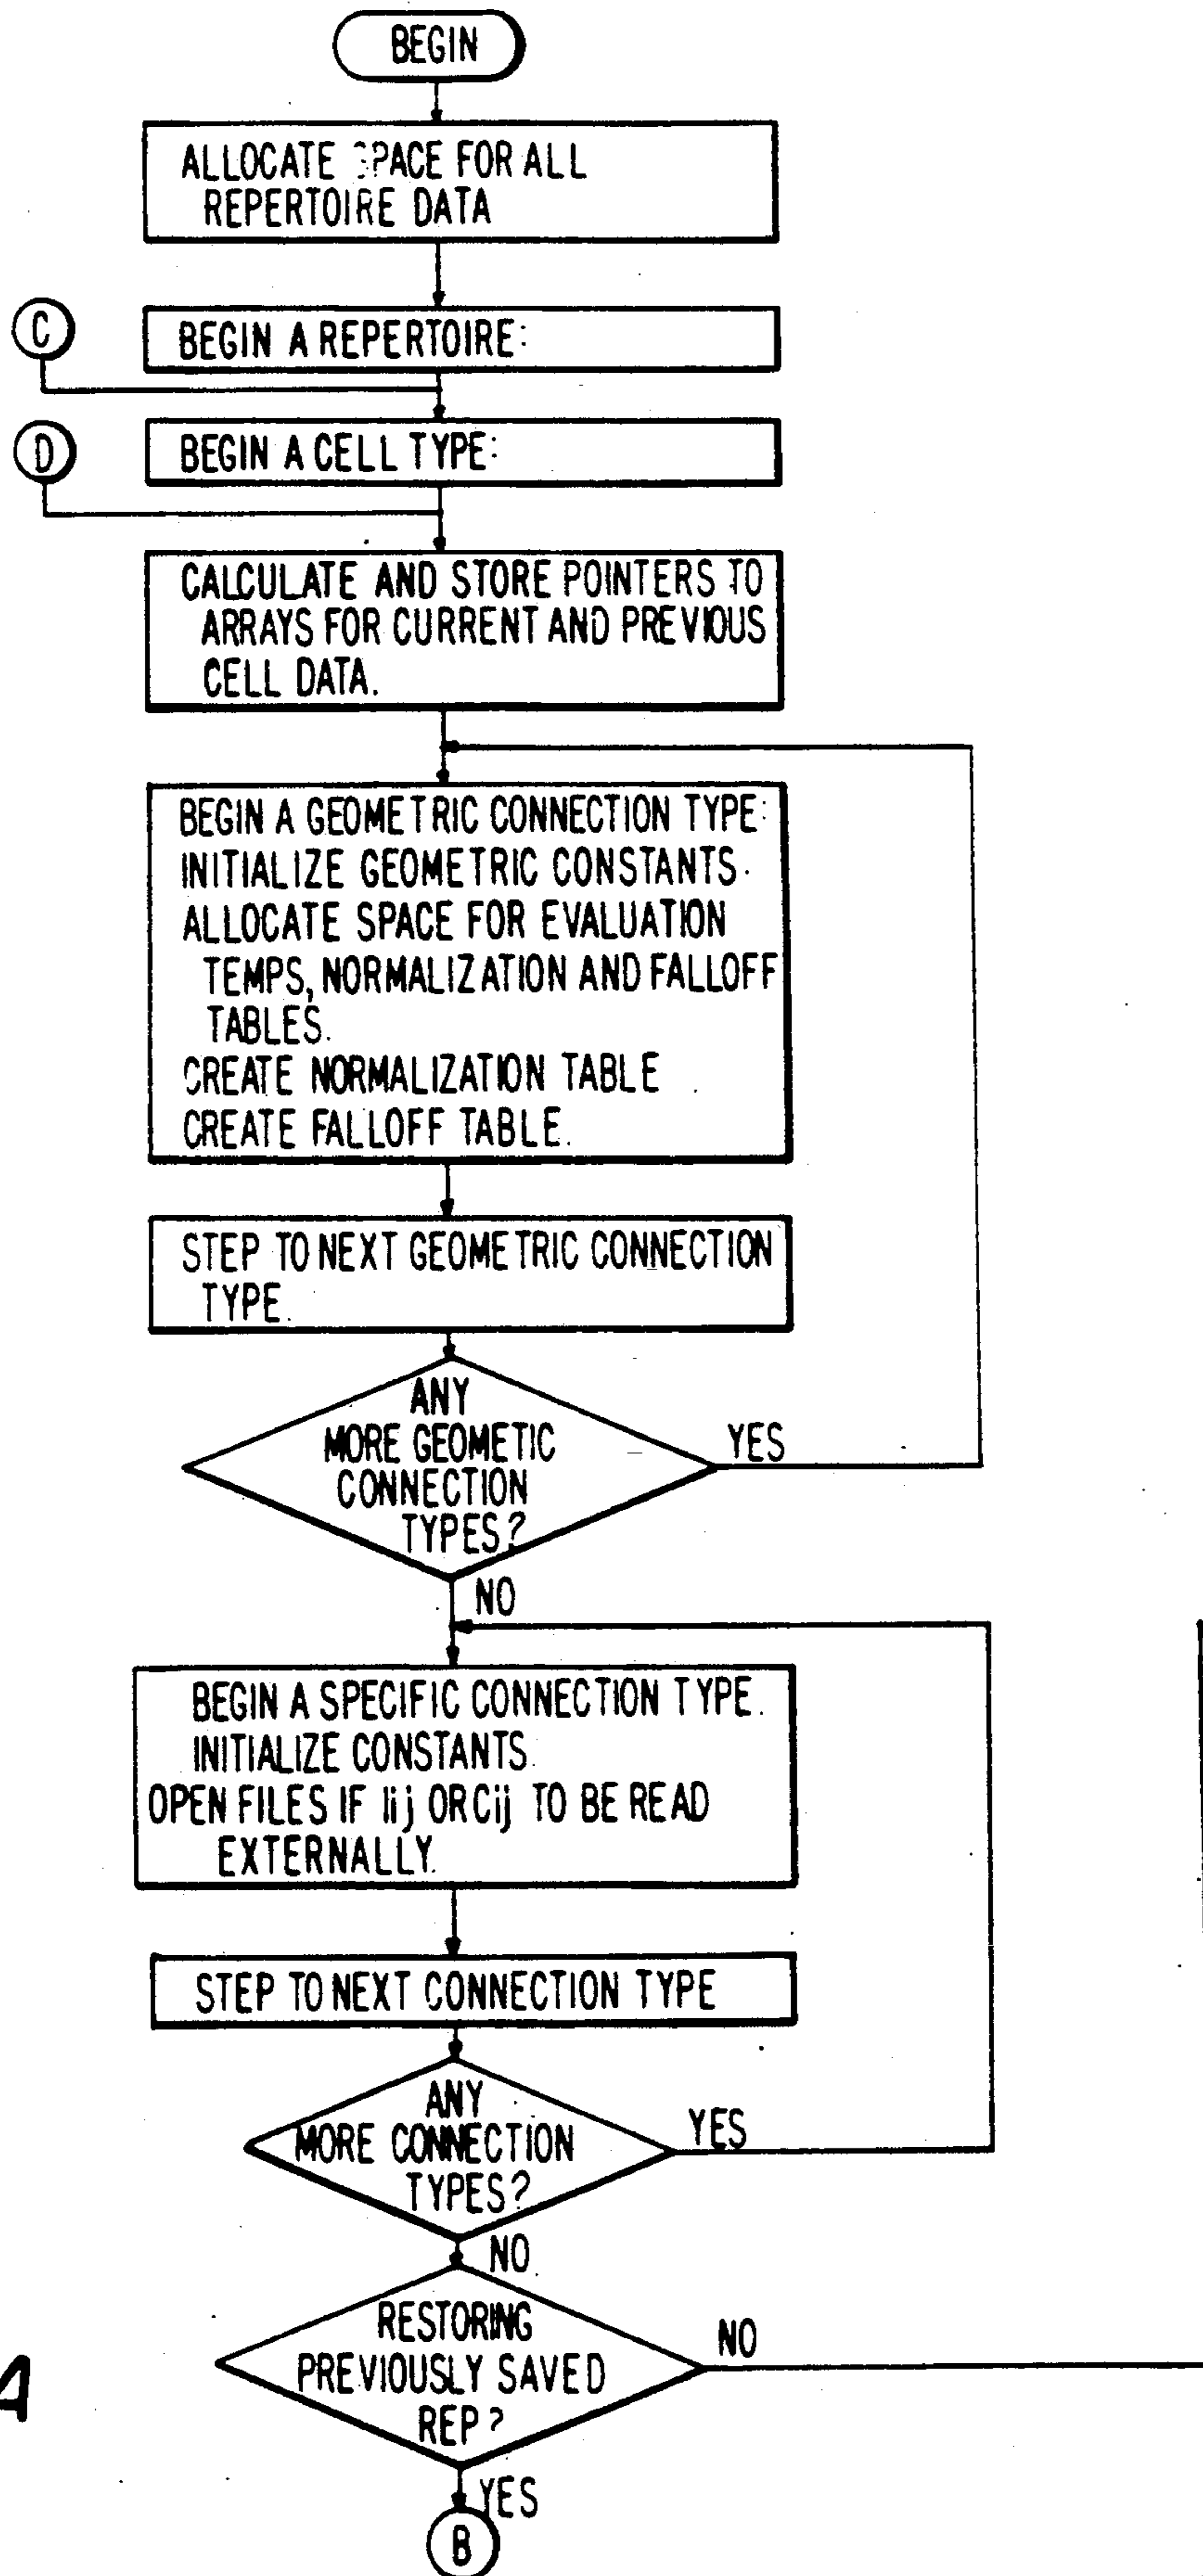 BEGIN
ALLOCATE SPACE FOR ALL
REPERTOIRE DATA
C
BEGIN A REPERTOIRE:
D
BEGIN A CELL TYPE:
CALCULATE AND STORE POINTERS TO
ARRAYS FOR CURRENT AND PREVIOUS
CELL DATA.
BEGIN A GEOMETRIC CONNECTION TYPE:
INITIALIZE GEOMETRIC CONSTANTS.
ALLOCATE SPACE FOR EVALUATION
TEMPS, NORMALIZATION AND FALLOFF
TABLES.
CREATE NORMALIZATION TABLE
CREATE FALLOFF TABLE.
STEP TO NEXT GEOMETRIC CONNECTION
TYPE.
ANY
MORE GEOMETIC
CONNECTION
TYPES?
YES
NO
BEGIN A SPECIFIC CONNECTION TYPE.
INITIALIZE CONSTANTS.
OPEN FILES IF lij OR Cij TO BE READ
EXTERNALLY.
STEP TO NEXT CONNECTION TYPE
ANY
MORE CONNECTION
TYPES?
YES
NO
RESTORING
PREVIOUSLY SAVED
REP?
NO
YES
B